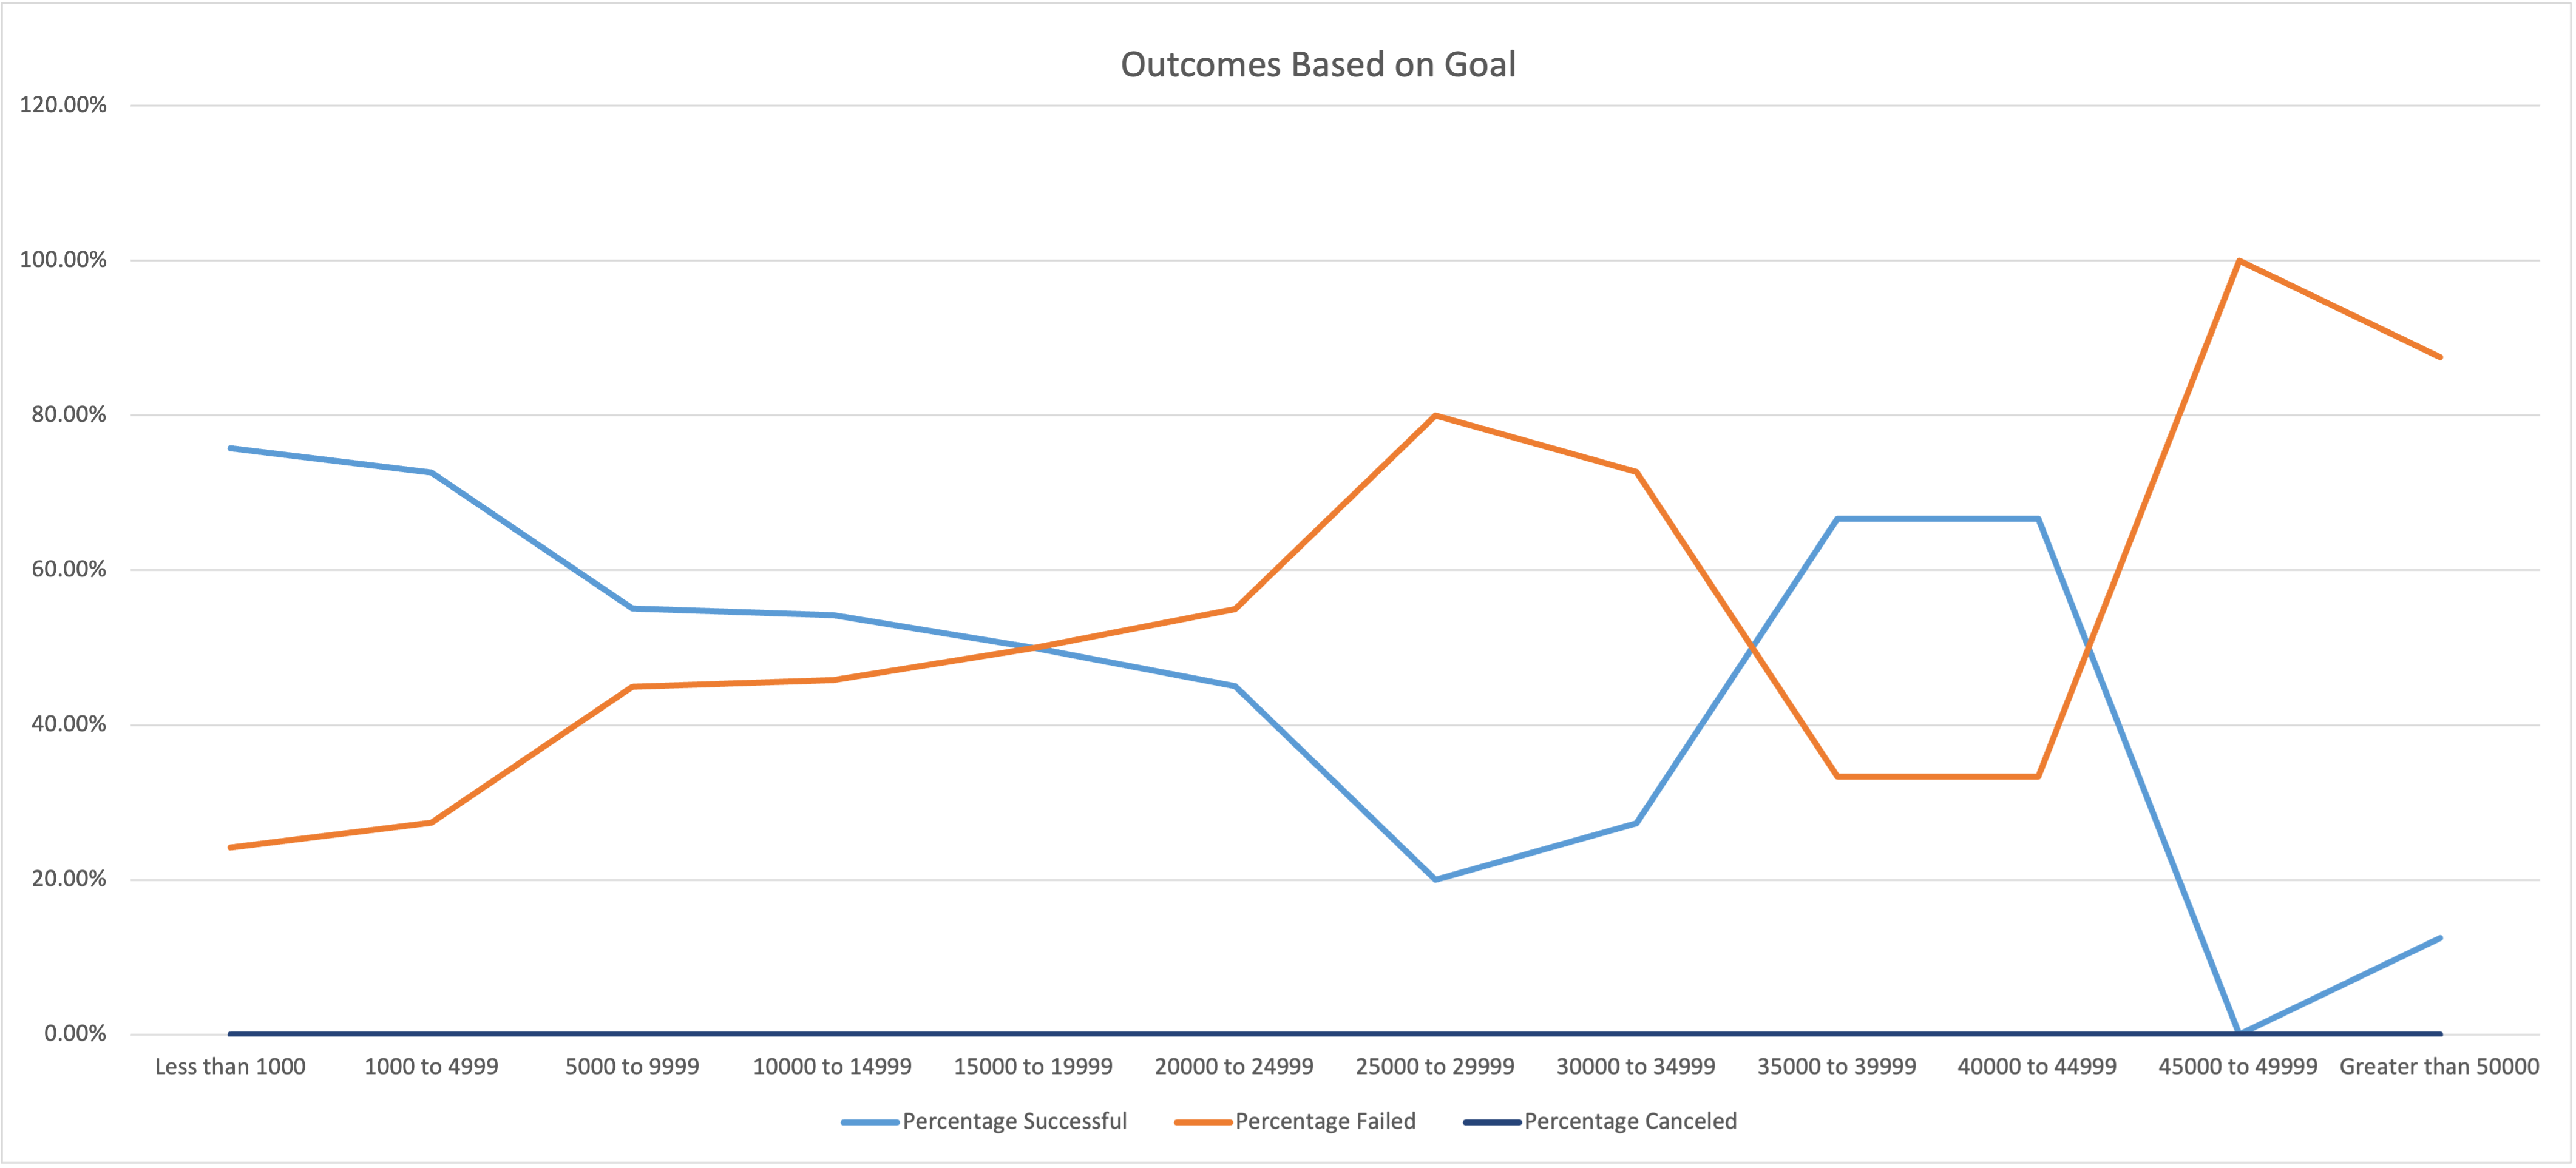 Outcomes Based on Goal
120.00%
100.00%
80.00%
60.00%
40.00%
20.00%
0.00%
Less than 1000 1000 to 4999 5000 to 9999 10000 to 14999 15000 to 19999 20000 to 24999 25000 to 29999 30000 to 34999 35000 to 39999 40000 to 44999 45000 to 49999 Greater than 50000
Percentage Successful Percentage Failed Percentage Canceled